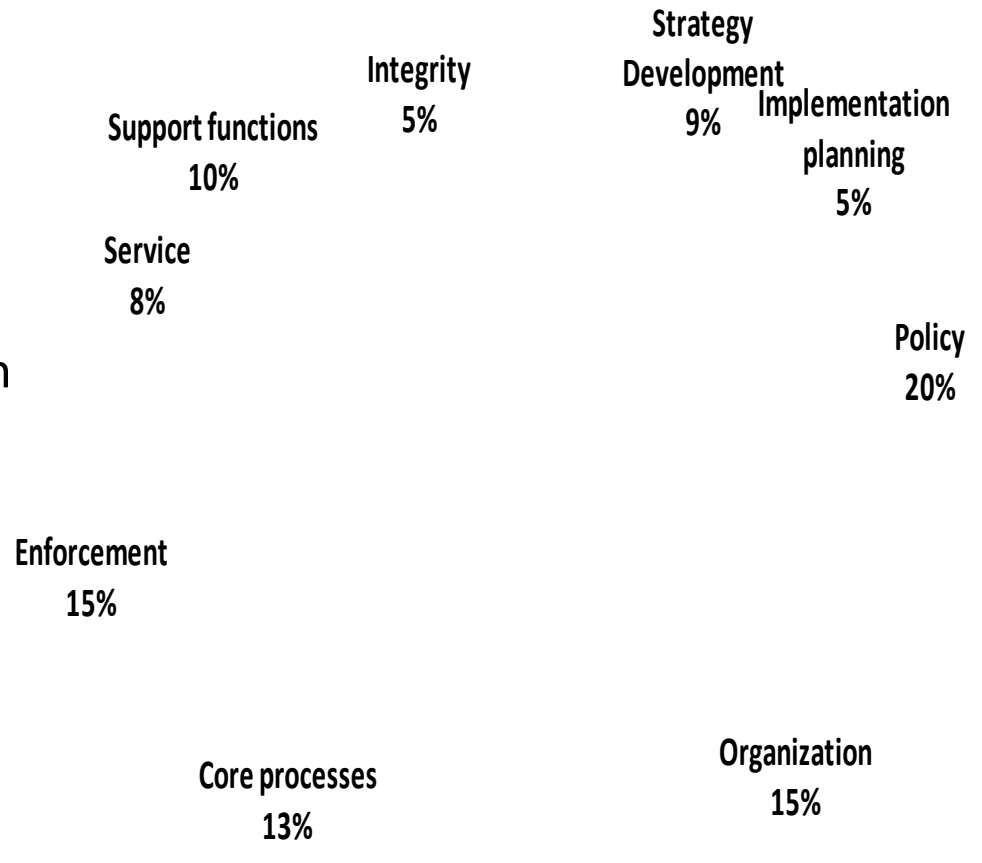 Strategy
Development
9%
Implementation
planning
5%
Integrity
5%
Support functions
10%
Service
8%
Policy
20%
n
Enforcement
15%
Organization
15%
Core processes
13%